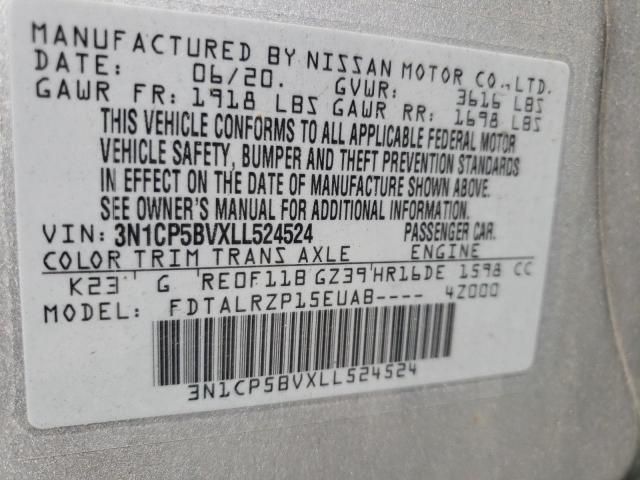 MANUFACTURED BY NISSAN MOTOR CO., LTD.
DATE: 06/20. GVWR: 3616 LBS
GAWR FR: 1918 LBS GAWR RR: 1698 LBS
THIS VEHICLE CONFORMS TO ALL APPLICABLE FEDERAL MOTOR
VEHICLE SAFETY, BUMPER AND THEFT PREVENTION STANDARDS
IN EFFECT ON THE DATE OF MANUFACTURE SHOWN ABOVE.
SEE OWNER'S MANUAL FOR ADDITIONAL INFORMATION.
VIN: 3N1CP5BVXLL524524 PASSENGER CAR.
COLOR TRIM TRANS AXLE ENGINE
K23 G RE0F11B GZ39 HR16DE 1598 CC
MODEL: FDTALRZP15EUAB---- 4Z000
3N1CP5BVXLL524524